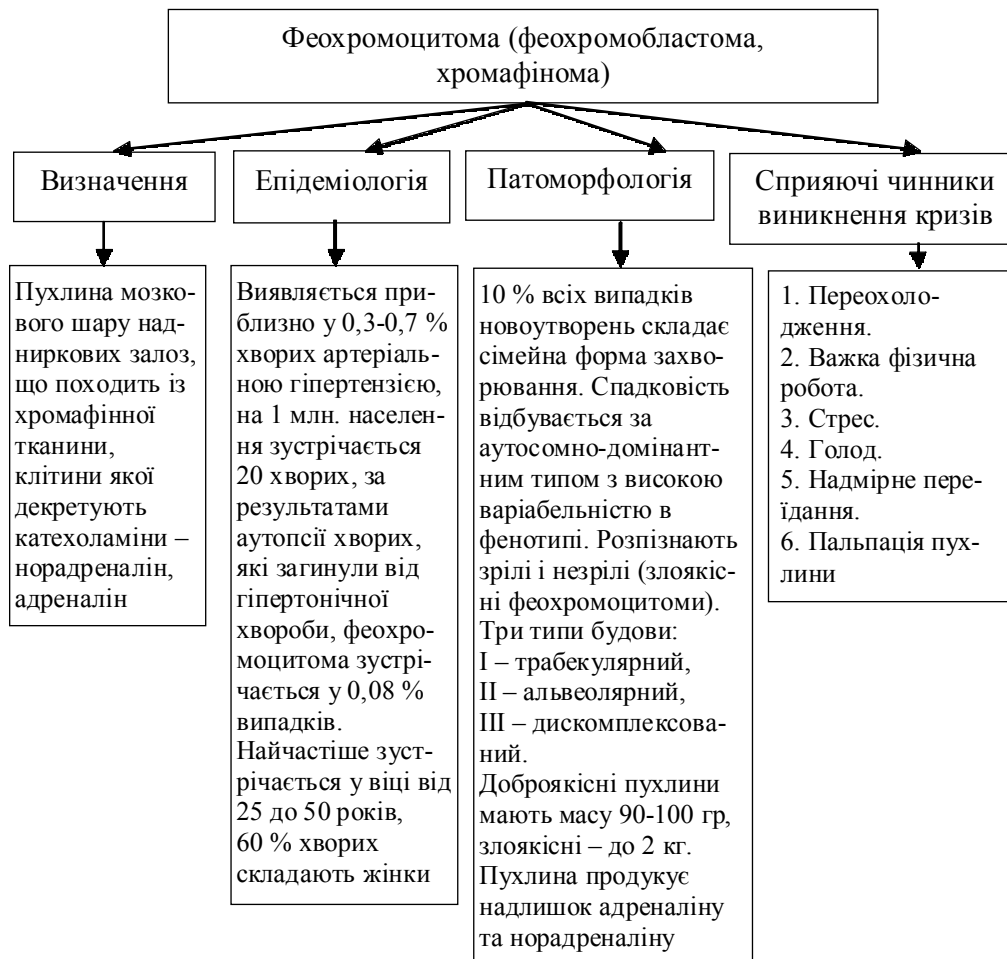 Феохромоцитома (феохромобластома,
хромафінома)
Визначення
Епідеміологія
Патоморфологія
Сприяючі чинники
виникнення кризів
Пухлина мозко-
вого шару над-
ниркових залоз,
що походить із
хромафінної
тканини,
клітини якої
декретують
катехоламіни –
норадреналін,
адреналін
Виявляється при-
близно у 0,3-0,7 %
хворих артеріаль-
ною гіпертензією,
на 1 млн. населен-
ня зустрічається
20 хворих, за
результатами
аутопсії хворих,
які загинули від
гіпертонічної
хвороби, феохро-
моцитома зустрі-
чається у 0,08 %
випадків.
Найчастіше зуст-
річається у віці від
25 до 50 років,
60 % хворих
складають жінки
10 % всіх випадків
новоутворень складає
сімейна форма захво-
рювання. Спадковість
відбувається за
аутосомно-домінант-
ним типом з високою
варіабельністю в
фенотипі. Розпізнають
зрілі і незрілі (злоякіс-
ні феохромоцитоми).
Три типи будови:
I – трабекулярний,
II – альвеолярний,
III – дискомплексова-
ний.
Доброякісні пухлини
мають масу 90-100 гр,
злоякісні – до 2 кг.
Пухлина продукує
надлишок адреналіну
та норадреналіну
1. Переохоло-
дження.
2. Важка фізична
робота.
3. Стрес.
4. Голод.
5. Надмірне пере-
їдання.
6. Пальпація пух-
лини